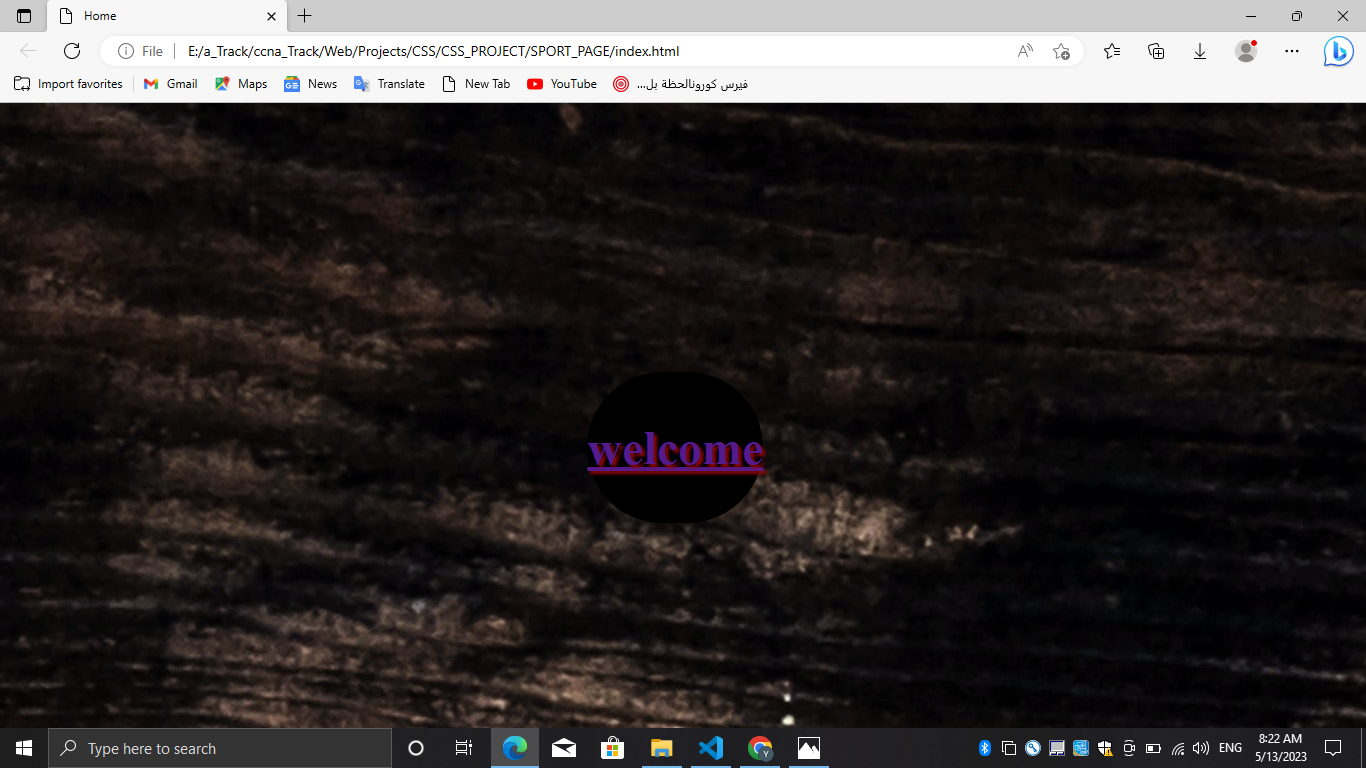 Home
File
E:/a_Track/ccna_Track/Web/Projects/CSS/CSS_PROJECT/SPORT_PAGE/index.html
Import favorites
Gmail
Maps
News
Translate
New Tab
YouTube
فيرس كورونالحظة بل...
welcome
Type here to search
Y
ENG
8:22 AM
5/13/2023